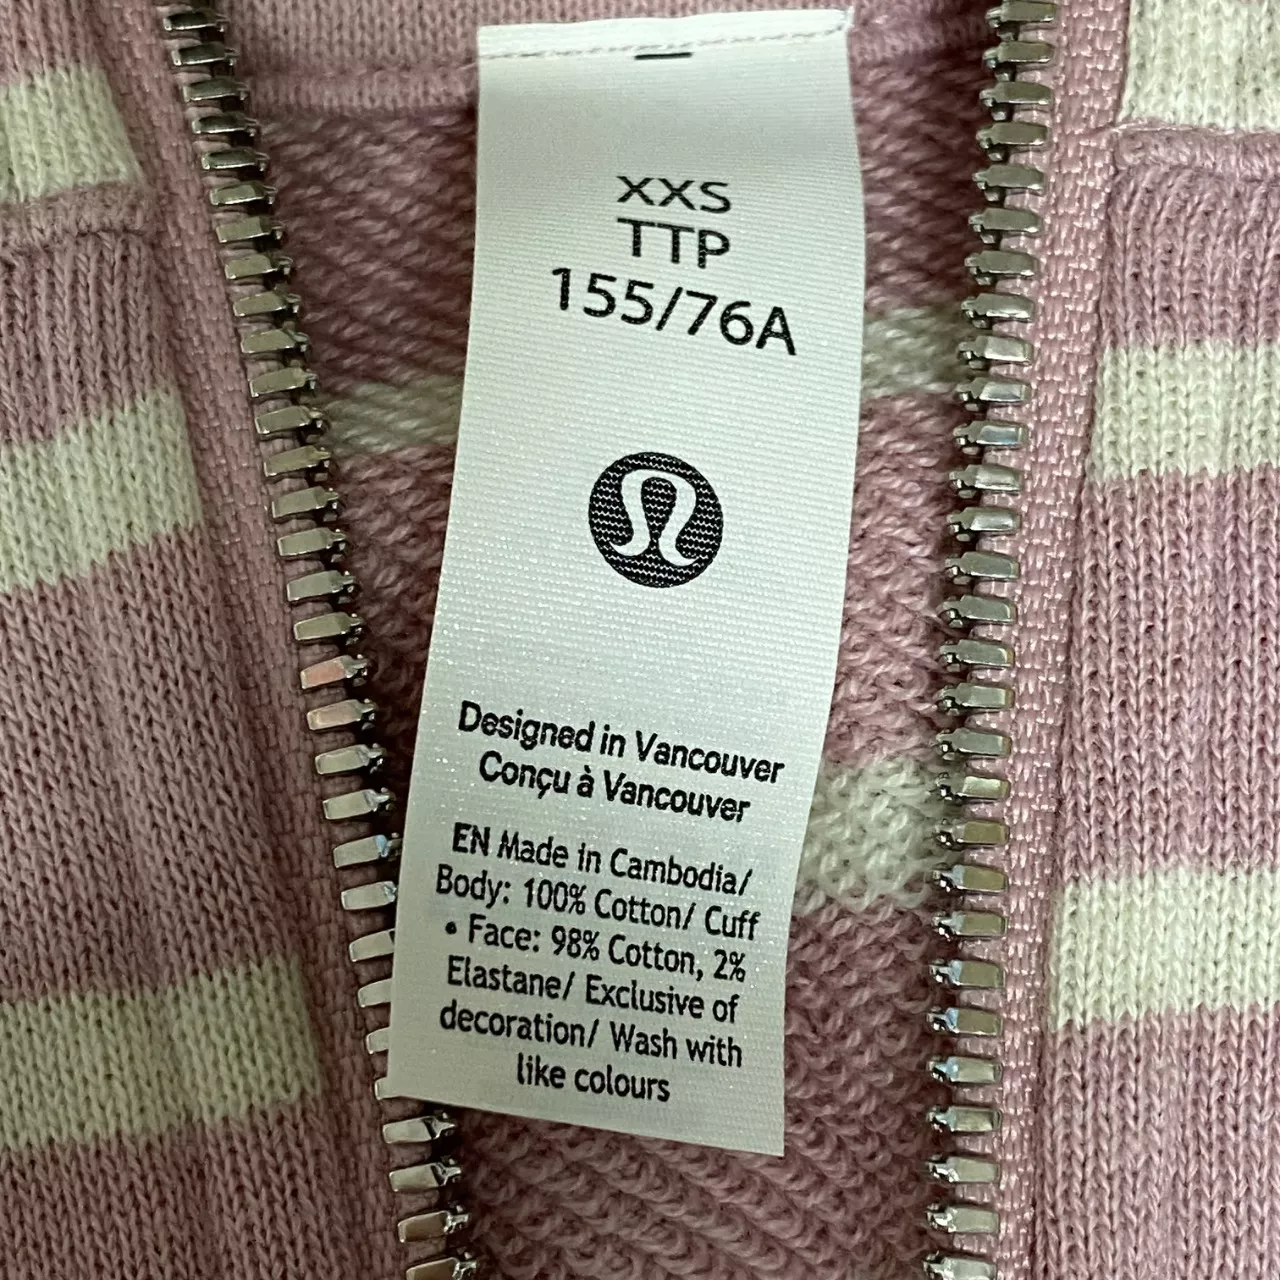 XXS
TTP
155/76A
Designed in Vancouver
Conçu à Vancouver
EN Made in Cambodia/
Body: 100% Cotton/ Cuff
• Face: 98% Cotton, 2%
Elastane/ Exclusive of
decoration/ Wash with
like colours